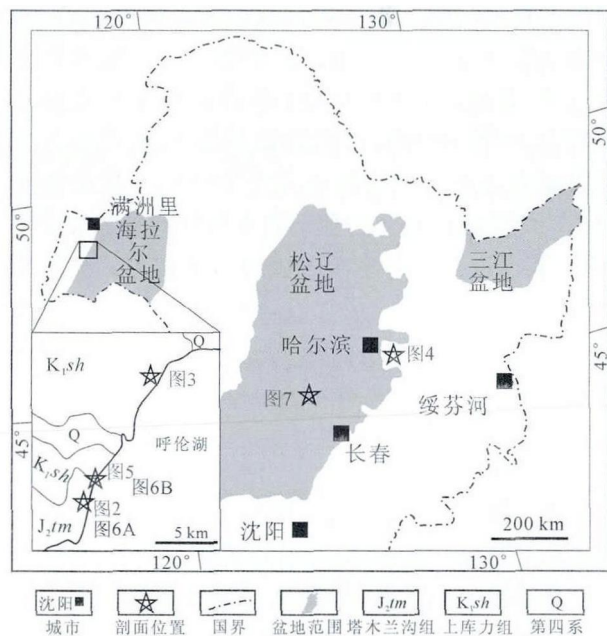 120°
130°
50°
50°
满洲里
海拉
尔
盆地
松辽
盆地
三江
盆地
哈尔滨
图4
45°
绥芬河
图7
45°
长春
沈阳
200 km
K₁sh
Q
图3
Q
呼伦湖
K₁sh
图5
图6B
图2
J₂tm
图6A
5 km
120°
130°
沈阳
J₂tm
K₁sh
Q
城市
剖面位置
国界
盆地范围
塔木兰沟组
上库力组
第四系